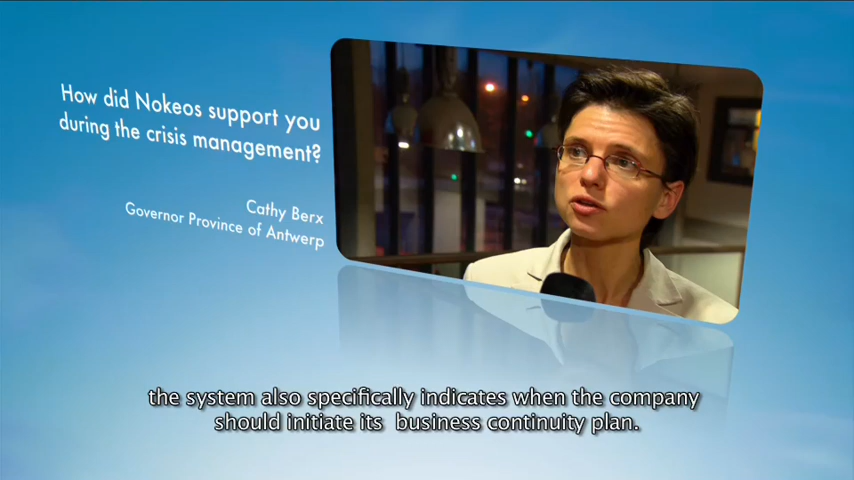 How did Nokeos support you
during the crisis management?
Cathy Berx
Governor Province of Antwerp
the system also specifically indicates when the company
should initiate its  business continuity plan.